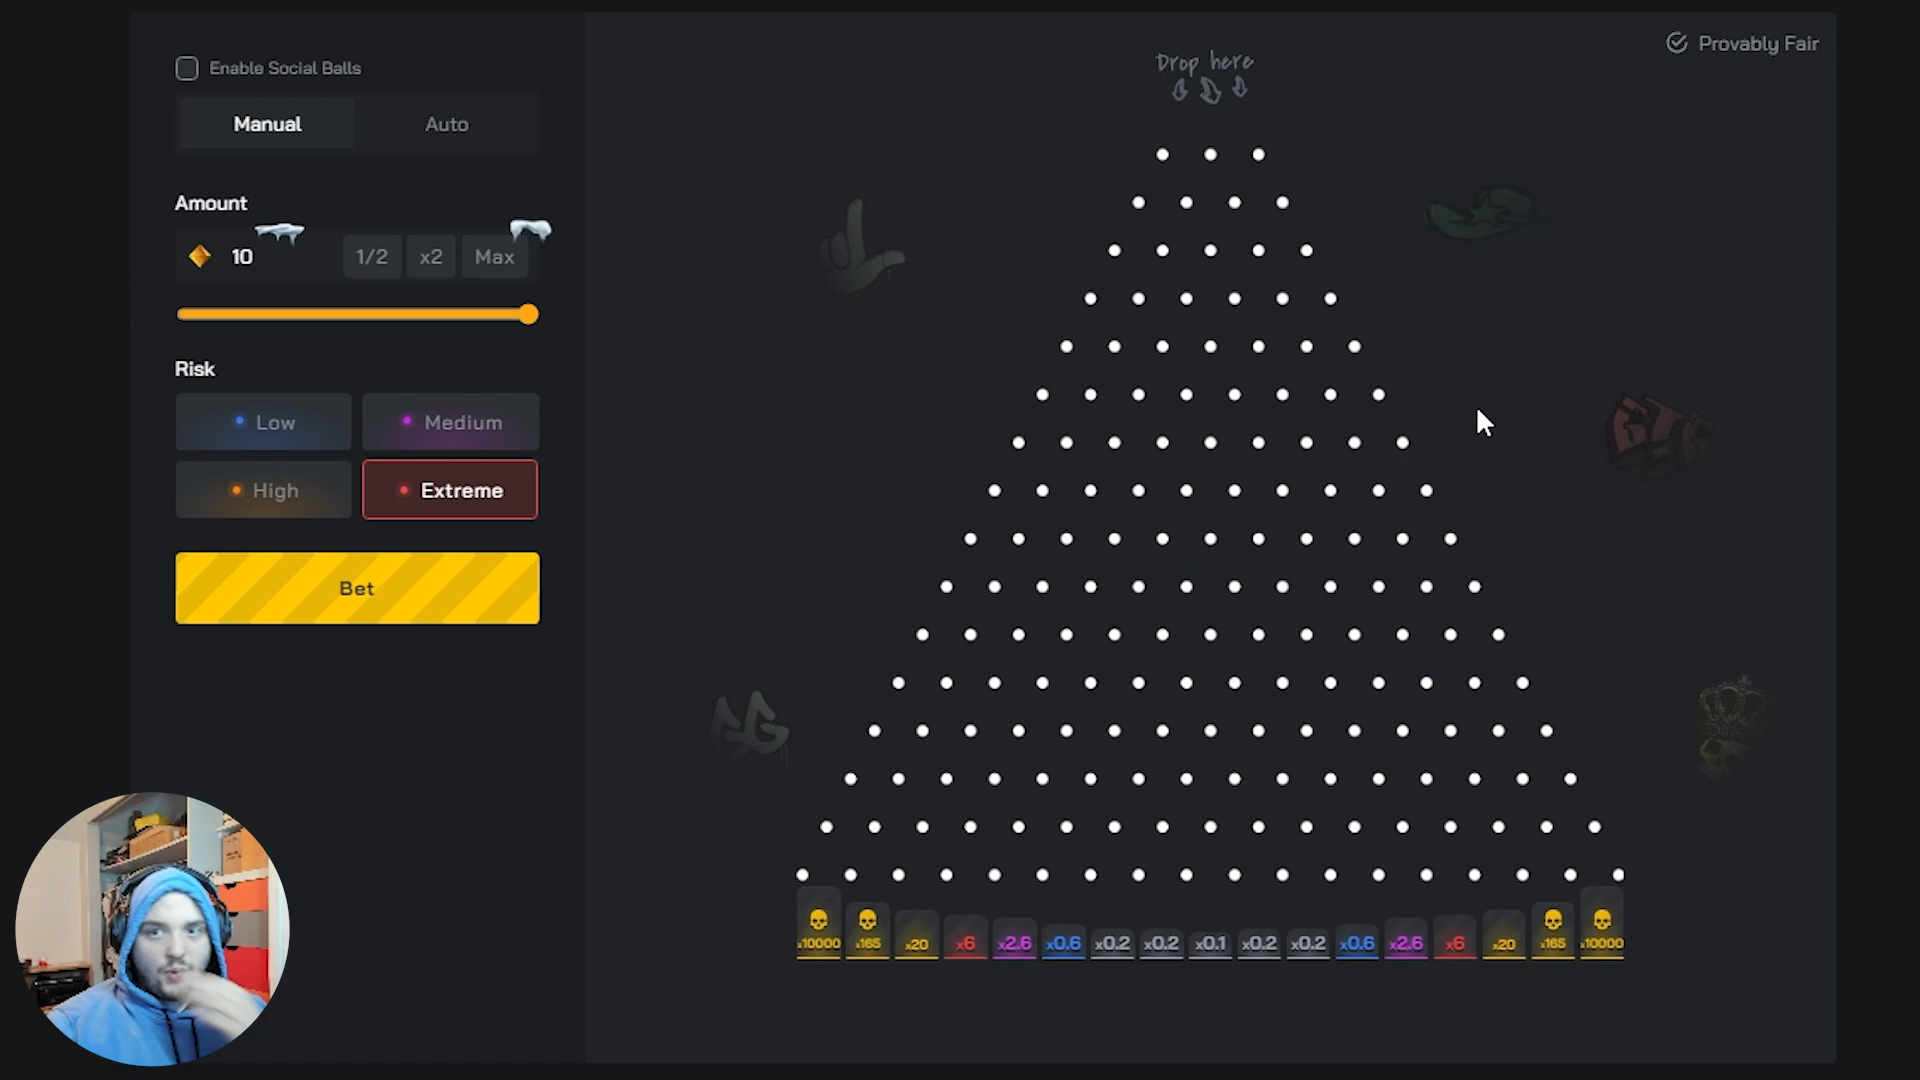 Enable Social Balls
Manual
Auto
Amount
10
1/2
x2
Max
Risk
Low
Medium
High
Extreme
Bet
Drop here
Provably Fair
GG
x10000 x165 x20 x6 x2.6 x0.6 x0.2 x0.2 x0.1 x0.2 x0.2 x0.6 x2.6 x6 x20 x165 x10000